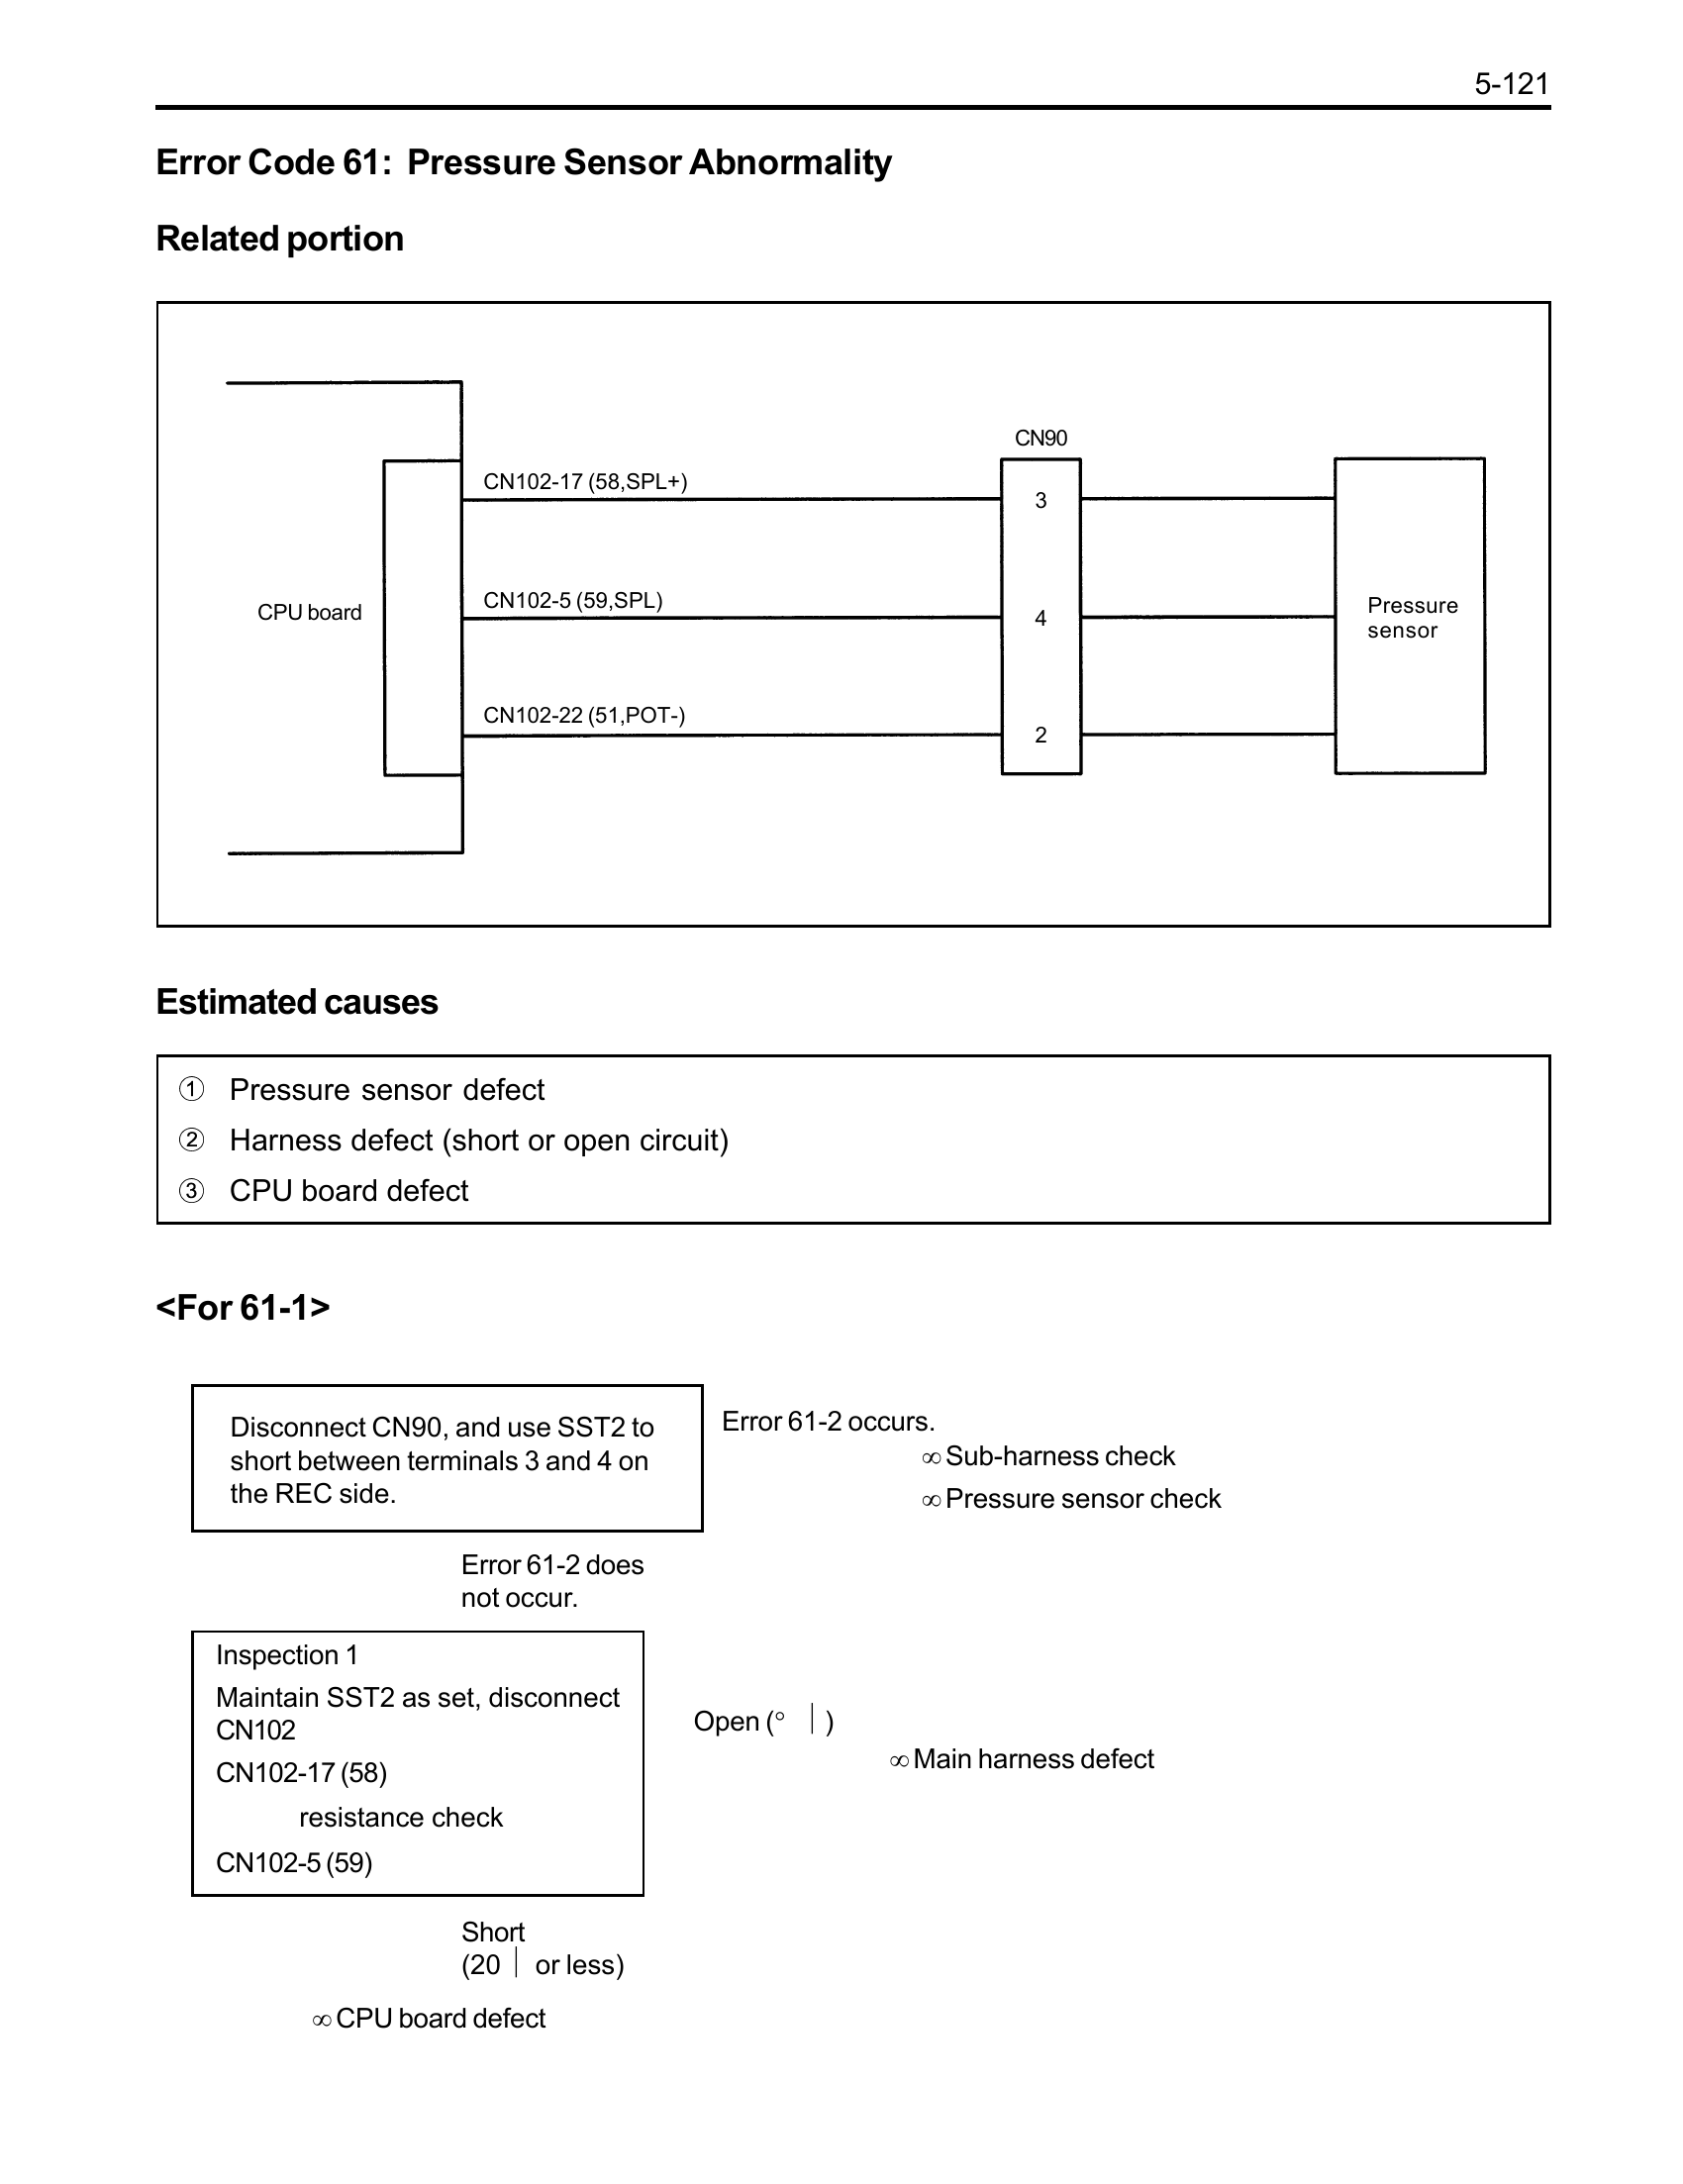 5-121
Error Code 61: Pressure Sensor Abnormality
Related portion
CN90
CN102-17 (58,SPL+)
3
CPU board
CN102-5 (59,SPL)
4
Pressure
sensor
CN102-22 (51,POT-)
2
Estimated causes
① Pressure sensor defect
② Harness defect (short or open circuit)
③ CPU board defect
<For 61-1>
Disconnect CN90, and use SST2 to
short between terminals 3 and 4 on
the REC side.
Error 61-2 occurs.
∞ Sub-harness check
∞ Pressure sensor check
Error 61-2 does
not occur.
Inspection 1
Maintain SST2 as set, disconnect
CN102
CN102-17 (58)
resistance check
CN102-5 (59)
Open (° | )
∞ Main harness defect
Short
(20 | or less)
∞ CPU board defect